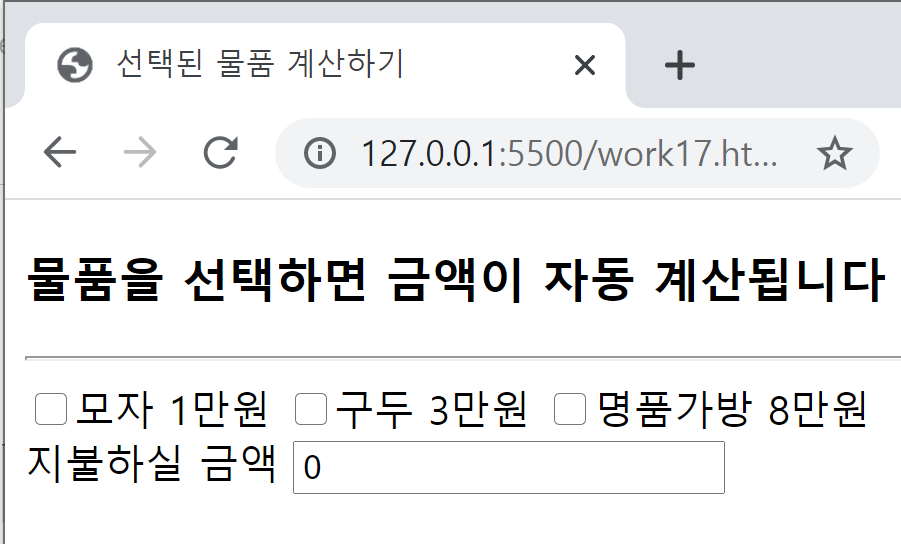 선택된 물품 계산하기
127.0.0.1:5500/work17.ht...
물품을 선택하면 금액이 자동 계산됩니다
모자 1만원 구두 3만원 명품가방 8만원
지불하실 금액 0